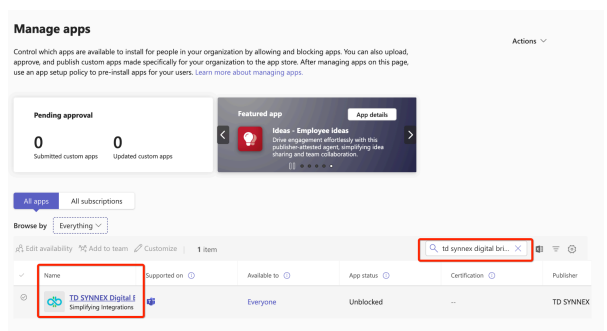 Manage apps
Actions
Control which apps are available to install for people in your organization by allowing and blocking apps. You can also upload,
approve, and publish custom apps made specifically for your organization to the app store. After managing apps on this page,
use an app setup policy to pre-install apps for your users. Learn more about managing apps.
Pending approval
0 0
Submitted custom apps Updated custom apps
Featured app App details
Ideas - Employee ideas
Drive engagement effortlessly with this
publisher-attested agent, simplifying idea
sharing and team collaboration.
All apps All subscriptions
Browse by Everything
Edit availability Add to team Customize 1 item td synnex digital bri...
Name Supported on Available to App status Certification Publisher
TD SYNNEX Digital Everyone Unblocked -- TD SYNNEX
Simplifying Integrations